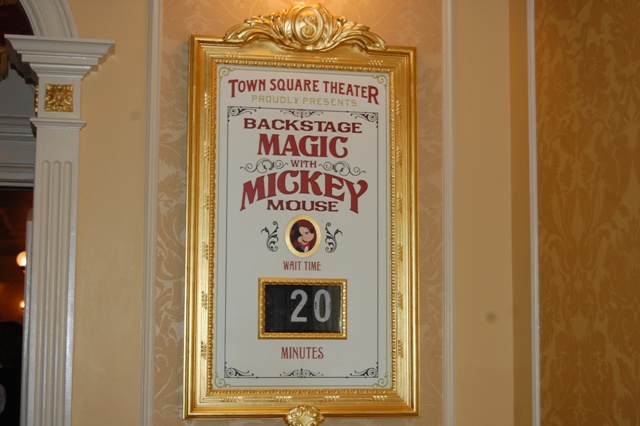 TOWN SQUARE THEATER
PROUDLY PRESENTS
BACKSTAGE
MAGIC
WITH
MICKEY
MOUSE
WAIT TIME
20
MINUTES